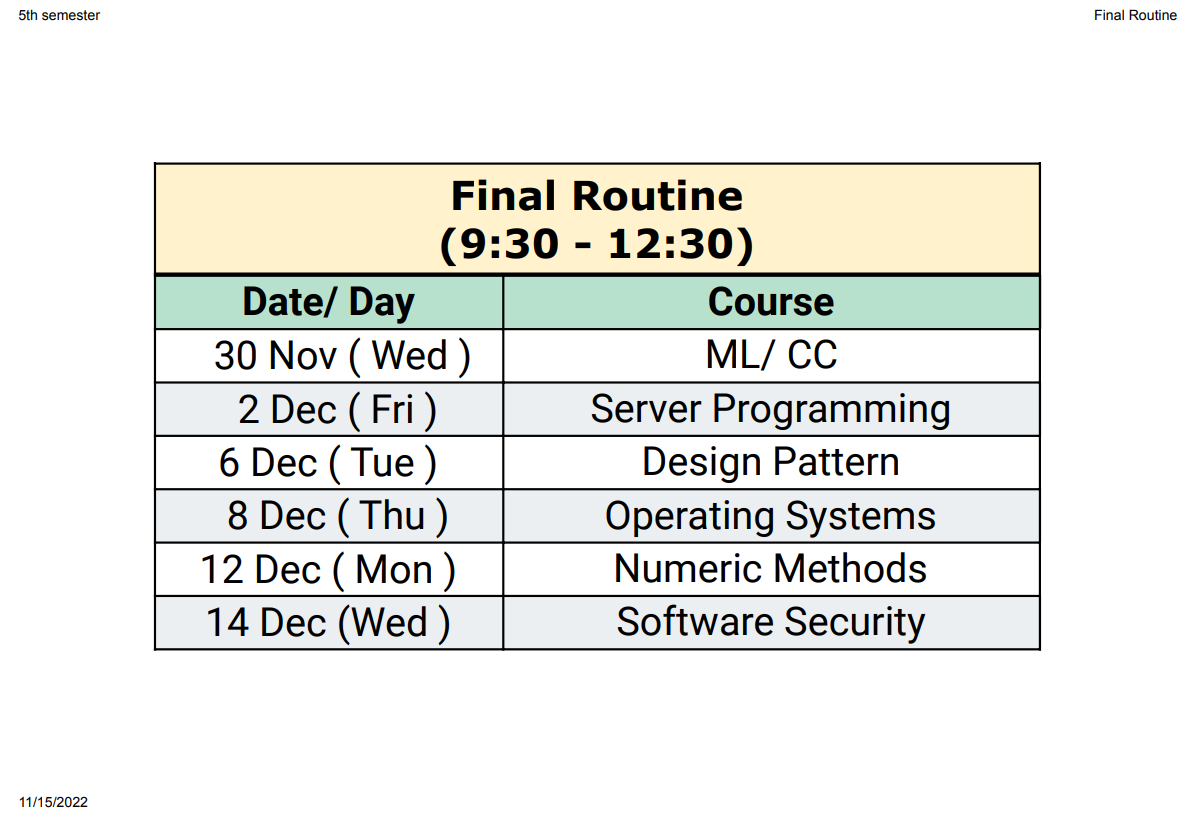 5th semester
Final Routine
Final Routine
(9:30 - 12:30)
Date/ Day
Course
30 Nov ( Wed )
ML/ CC
2 Dec ( Fri )
Server Programming
6 Dec ( Tue )
Design Pattern
8 Dec ( Thu )
Operating Systems
12 Dec ( Mon )
Numeric Methods
14 Dec (Wed )
Software Security
11/15/2022